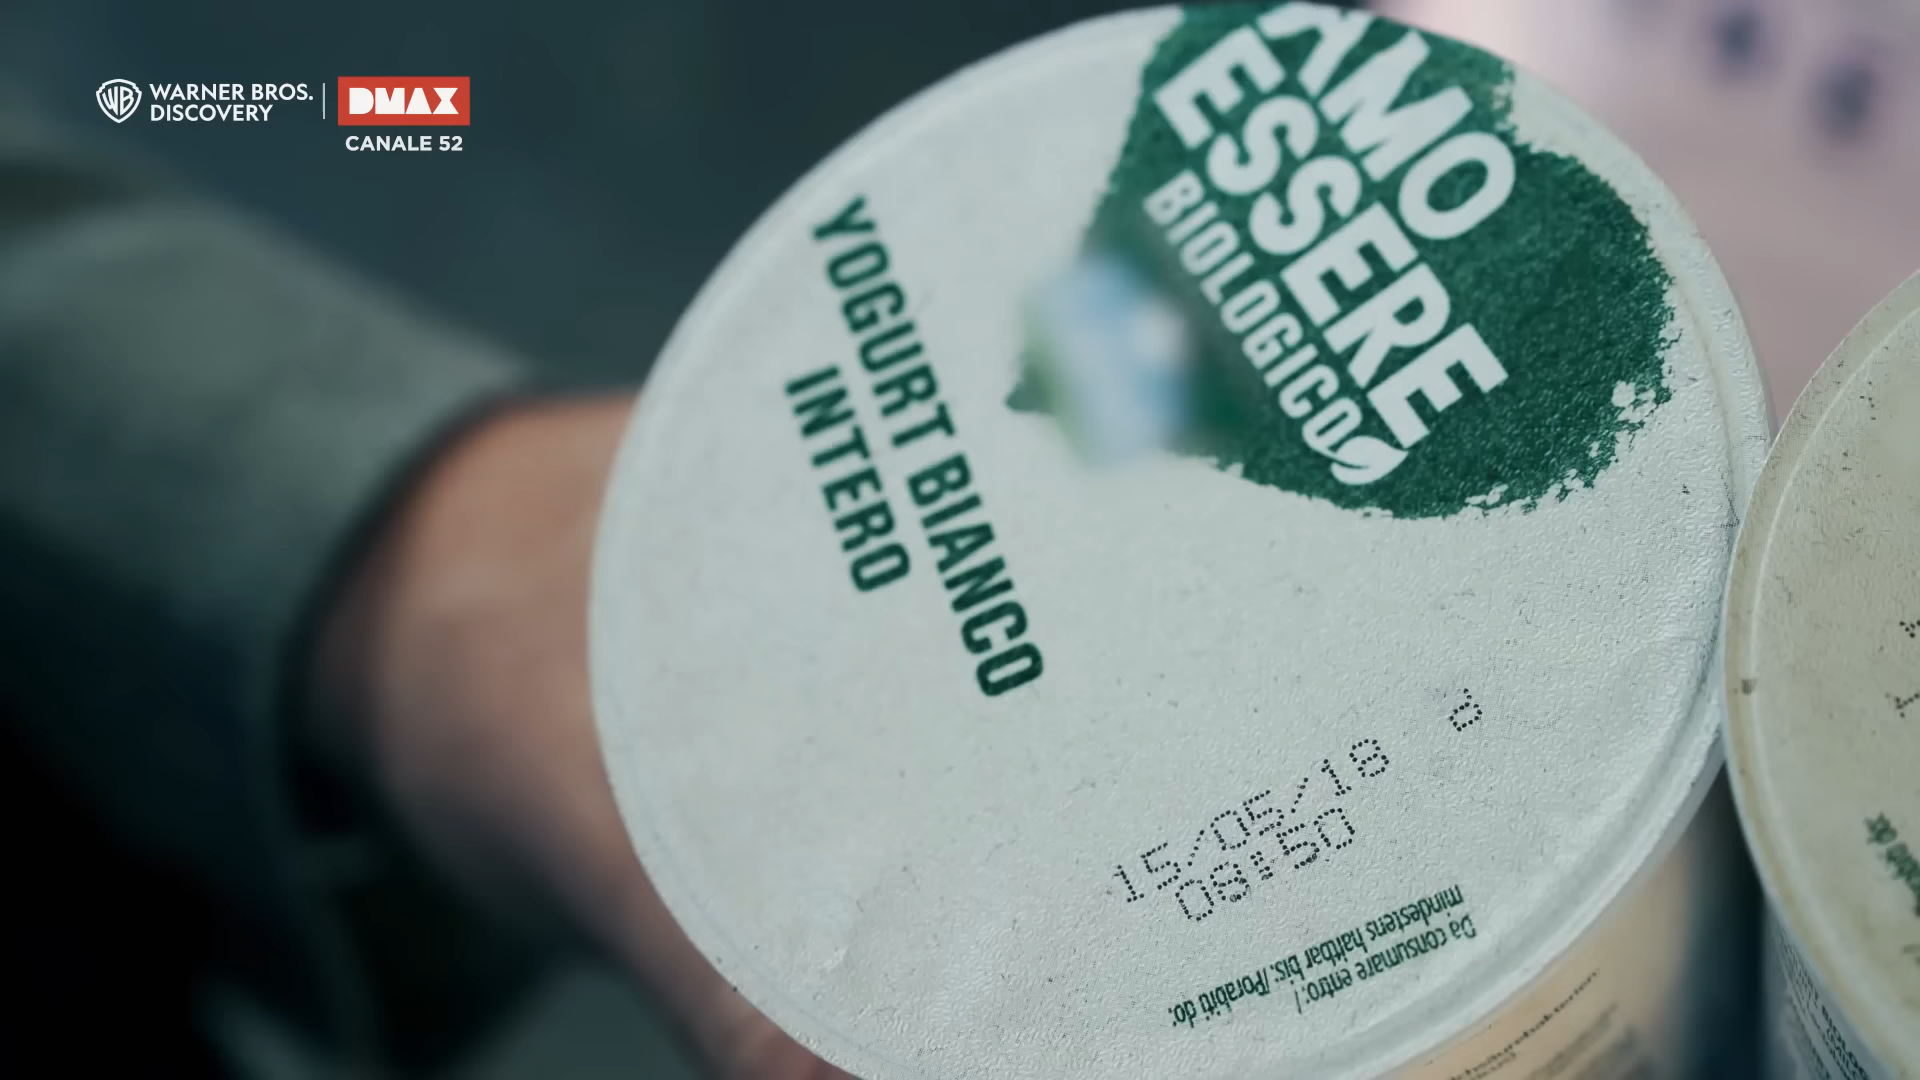 WARNER BROS.
DISCOVERY
DMAX
CANALE 52
AMO
ESSERE
BIOLOGICO
YOGURT BIANCO
INTERO
15/05/18 d
08:50
Da consumare entro:/
mindestens haltbar bis:/Porabiti do: